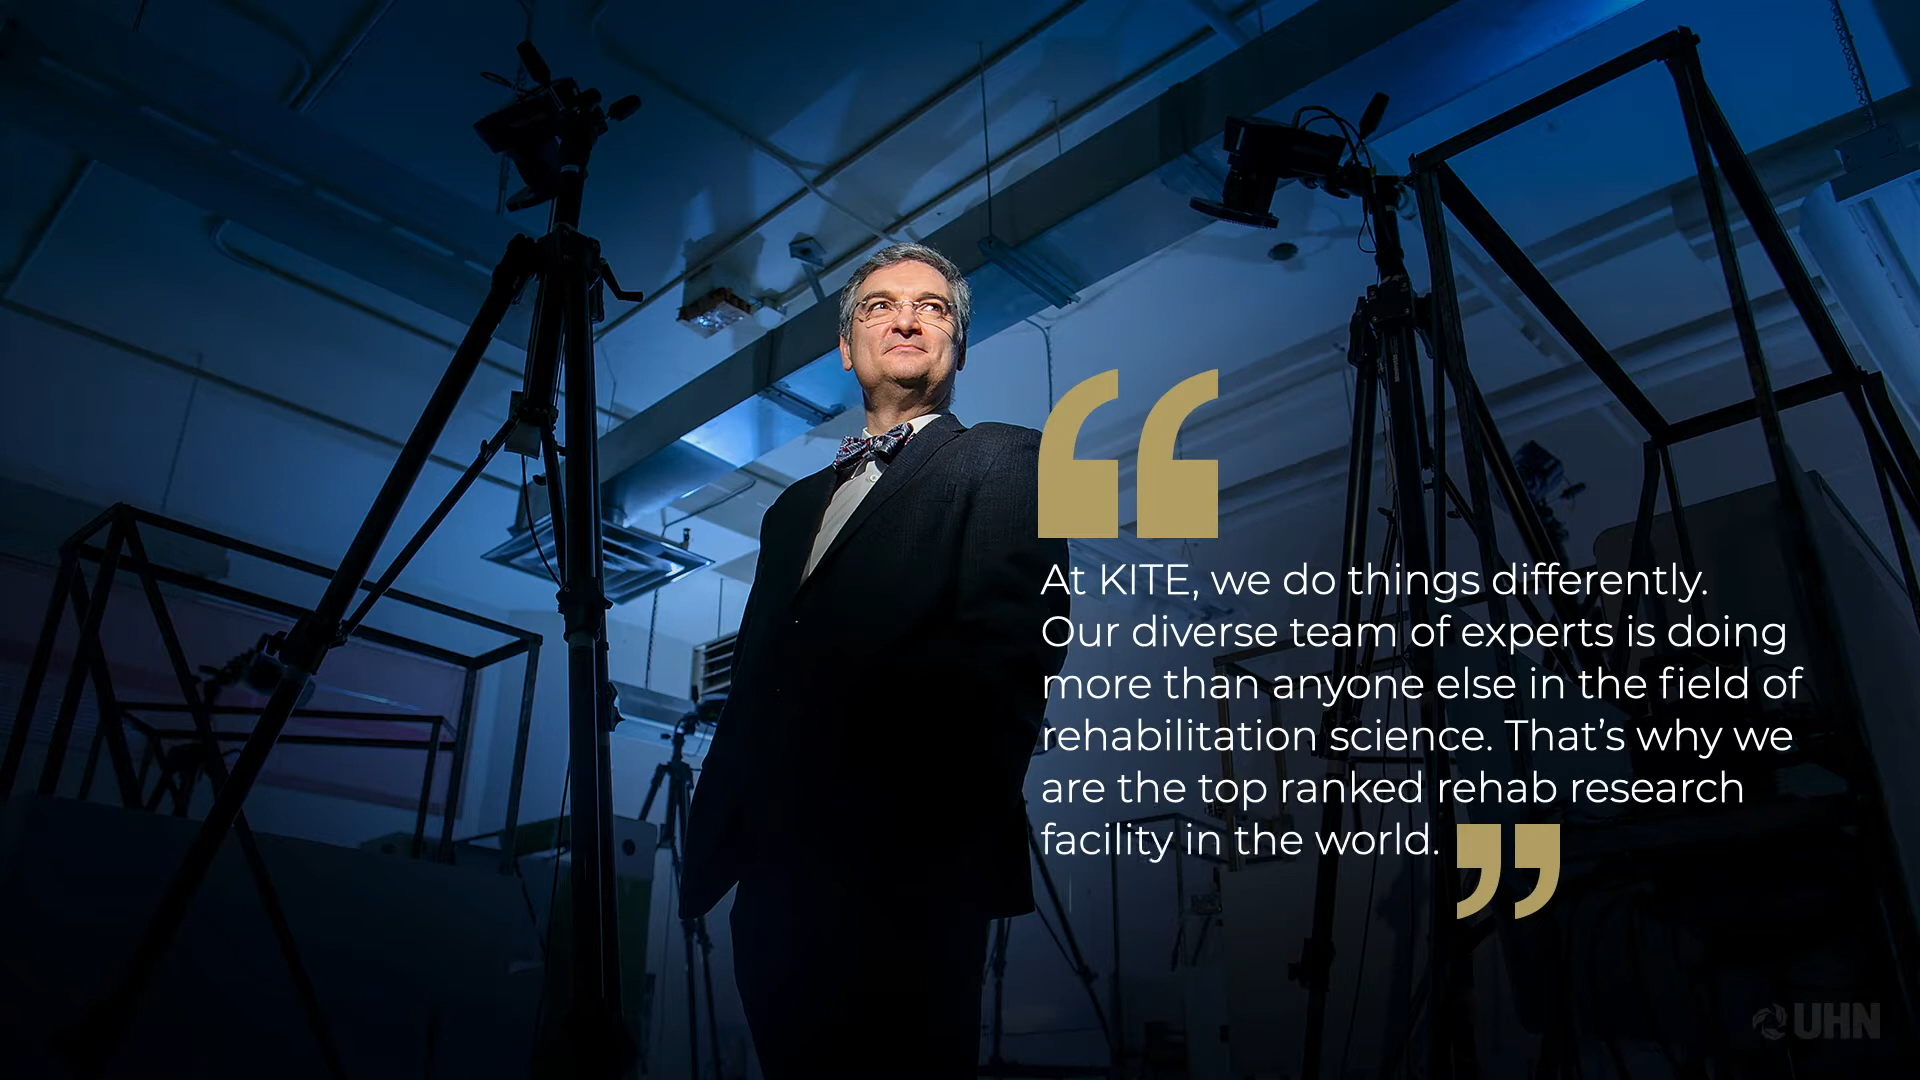 “
At KITE, we do things differently.
Our diverse team of experts is doing
more than anyone else in the field of
rehabilitation science. That’s why we
are the top ranked rehab research
facility in the world. ”
UHN